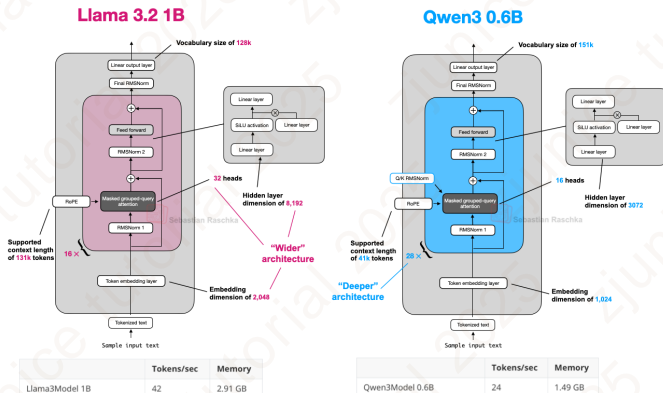 Llama 3.2 1B
Vocabulary size of 128k
Linear output layer
Final RMSNorm
Feed forward
RMSNorm 2
Masked grouped-query
attention
RMSNorm 1
RoPE
Supported
context length
of 131k tokens
16 ×
Token embedding layer
Tokenized text
Sample input text
Linear layer
SiLU activation
Linear layer
Linear layer
32 heads
Hidden layer
dimension of 8,192
"Wider"
architecture
Embedding
dimension of 2,048
Sebastian Raschka
Tokens/sec Memory
Llama3Model 1B 42 2.91 GB
Qwen3 0.6B
Vocabulary size of 151k
Linear output layer
Final RMSNorm
Feed forward
RMSNorm 2
Q/K RMSNorm
Masked grouped-query
attention
RoPE
RMSNorm 1
Supported
context length
of 41k tokens
28 ×
"Deeper"
architecture
Token embedding layer
Tokenized text
Sample input text
Linear layer
SiLU activation
Linear layer
Linear layer
16 heads
Hidden layer
dimension of 3072
Embedding
dimension of 1,024
Sebastian Raschka
Tokens/sec Memory
Qwen3Model 0.6B 24 1.49 GB